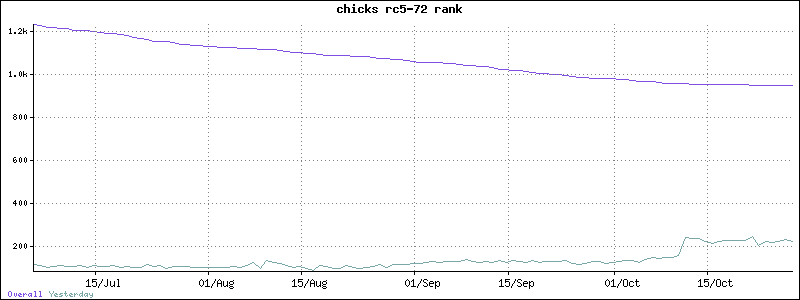 chicks rc5-72 rank
1.2k
1.0k
800
600
400
200
15/Jul 01/Aug 15/Aug 01/Sep 15/Sep 01/Oct 15/Oct
Overall Yesterday